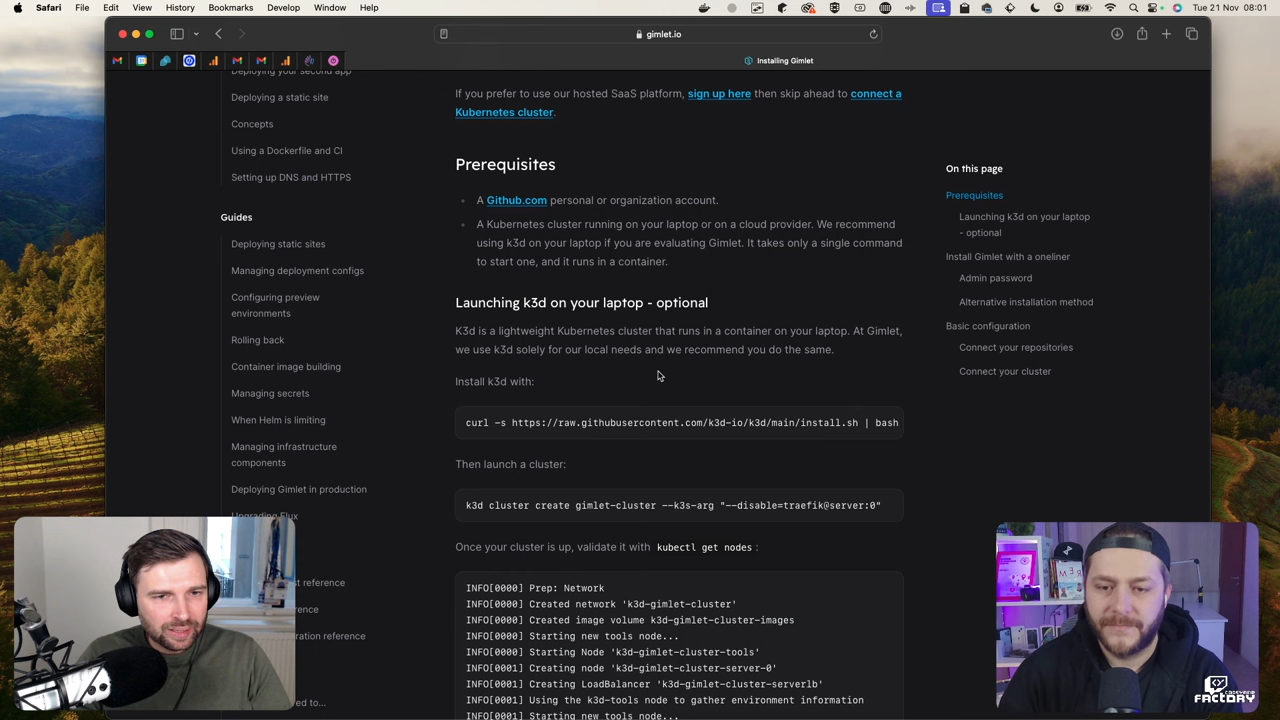 Safari File Edit View History Bookmarks Develop Window Help
Tue 21 Nov 08:01
gimlet.io
Installing Gimlet
Deploying your second app
Deploying a static site
Concepts
Using a Dockerfile and CI
Setting up DNS and HTTPS
Guides
Deploying static sites
Managing deployment configs
Configuring preview
environments
Rolling back
Container image building
Managing secrets
When Helm is limiting
Managing infrastructure
components
Deploying Gimlet in production
Upgrading Flux
reference
ration reference
If you prefer to use our hosted SaaS platform, sign up here then skip ahead to connect a
Kubernetes cluster.
Prerequisites
A Github.com personal or organization account.
A Kubernetes cluster running on your laptop or on a cloud provider. We recommend
using k3d on your laptop if you are evaluating Gimlet. It takes only a single command
to start one, and it runs in a container.
Launching k3d on your laptop - optional
K3d is a lightweight Kubernetes cluster that runs in a container on your laptop. At Gimlet,
we use k3d solely for our local needs and we recommend you do the same.
Install k3d with:
curl -s https://raw.githubusercontent.com/k3d-io/k3d/main/install.sh | bash
Then launch a cluster:
k3d cluster create gimlet-cluster --k3s-arg "--disable=traefik@server:0"
Once your cluster is up, validate it with kubectl get nodes :
INFO[0000] Prep: Network
INFO[0000] Created network 'k3d-gimlet-cluster'
INFO[0000] Created image volume k3d-gimlet-cluster-images
INFO[0000] Starting new tools node...
INFO[0000] Starting Node 'k3d-gimlet-cluster-tools'
INFO[0001] Creating node 'k3d-gimlet-cluster-server-0'
INFO[0001] Creating LoadBalancer 'k3d-gimlet-cluster-serverlb'
INFO[0001] Using the k3d-tools node to gather environment information
INFO[0001] Starting new tools node...
On this page
Prerequisites
Launching k3d on your laptop
- optional
Install Gimlet with a oneliner
Admin password
Alternative installation method
Basic configuration
Connect your repositories
Connect your cluster
FACTORY